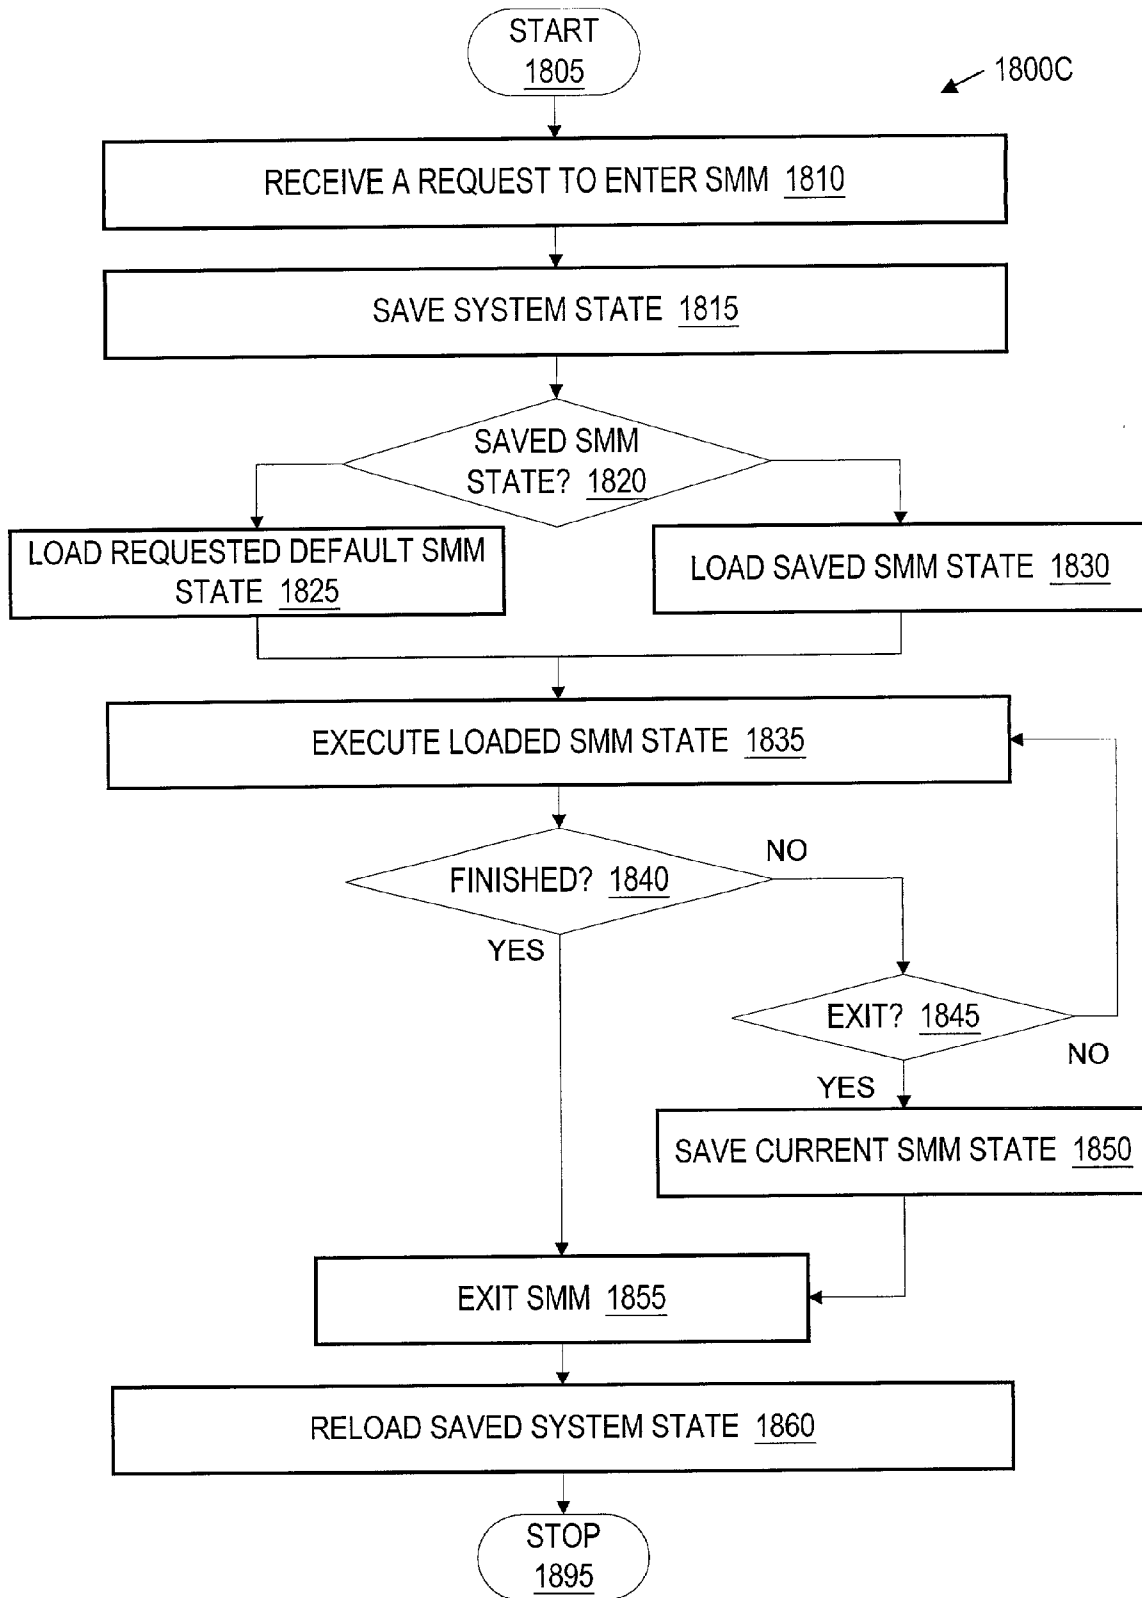 START
1805
1800C
RECEIVE A REQUEST TO ENTER SMM 1810
SAVE SYSTEM STATE 1815
SAVED SMM
STATE? 1820
LOAD REQUESTED DEFAULT SMM
STATE 1825
LOAD SAVED SMM STATE 1830
EXECUTE LOADED SMM STATE 1835
FINISHED? 1840
NO
YES
EXIT? 1845
NO
YES
SAVE CURRENT SMM STATE 1850
EXIT SMM 1855
RELOAD SAVED SYSTEM STATE 1860
STOP
1895